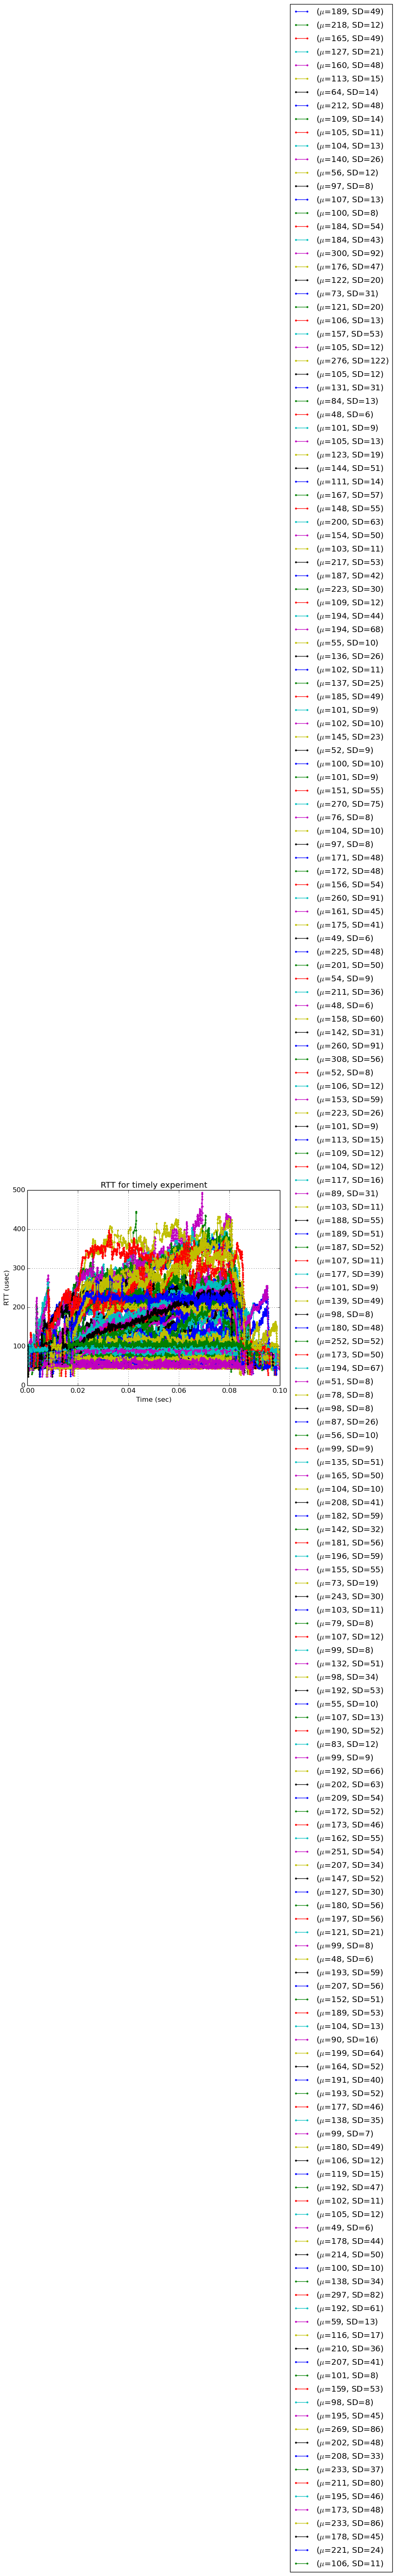 RTT for timely experiment
RTT (usec)
500
400
300
200
100
0
0.00 0.02 0.04 0.06 0.08 0.10
Time (sec)
(μ=189, SD=49)
(μ=218, SD=12)
(μ=165, SD=49)
(μ=127, SD=21)
(μ=160, SD=48)
(μ=113, SD=15)
(μ=64, SD=14)
(μ=212, SD=48)
(μ=109, SD=14)
(μ=105, SD=11)
(μ=104, SD=13)
(μ=140, SD=26)
(μ=56, SD=12)
(μ=97, SD=8)
(μ=107, SD=13)
(μ=100, SD=8)
(μ=184, SD=54)
(μ=184, SD=43)
(μ=300, SD=92)
(μ=176, SD=47)
(μ=122, SD=20)
(μ=73, SD=31)
(μ=121, SD=20)
(μ=106, SD=13)
(μ=157, SD=53)
(μ=105, SD=12)
(μ=276, SD=122)
(μ=105, SD=12)
(μ=131, SD=31)
(μ=84, SD=13)
(μ=48, SD=6)
(μ=101, SD=9)
(μ=105, SD=13)
(μ=123, SD=19)
(μ=144, SD=51)
(μ=111, SD=14)
(μ=167, SD=57)
(μ=148, SD=55)
(μ=200, SD=63)
(μ=154, SD=50)
(μ=103, SD=11)
(μ=217, SD=53)
(μ=187, SD=42)
(μ=223, SD=30)
(μ=109, SD=12)
(μ=194, SD=44)
(μ=194, SD=68)
(μ=55, SD=10)
(μ=136, SD=26)
(μ=102, SD=11)
(μ=137, SD=25)
(μ=185, SD=49)
(μ=101, SD=9)
(μ=102, SD=10)
(μ=145, SD=23)
(μ=52, SD=9)
(μ=100, SD=10)
(μ=101, SD=9)
(μ=151, SD=55)
(μ=270, SD=75)
(μ=76, SD=8)
(μ=104, SD=10)
(μ=97, SD=8)
(μ=171, SD=48)
(μ=172, SD=48)
(μ=156, SD=54)
(μ=260, SD=91)
(μ=161, SD=45)
(μ=175, SD=41)
(μ=49, SD=6)
(μ=225, SD=48)
(μ=201, SD=50)
(μ=54, SD=9)
(μ=211, SD=36)
(μ=48, SD=6)
(μ=158, SD=60)
(μ=142, SD=31)
(μ=260, SD=91)
(μ=308, SD=56)
(μ=52, SD=8)
(μ=106, SD=12)
(μ=153, SD=59)
(μ=223, SD=26)
(μ=101, SD=9)
(μ=113, SD=15)
(μ=109, SD=12)
(μ=104, SD=12)
(μ=117, SD=16)
(μ=89, SD=31)
(μ=103, SD=11)
(μ=188, SD=55)
(μ=189, SD=51)
(μ=187, SD=52)
(μ=107, SD=11)
(μ=177, SD=39)
(μ=101, SD=9)
(μ=139, SD=49)
(μ=98, SD=8)
(μ=180, SD=48)
(μ=252, SD=52)
(μ=173, SD=50)
(μ=194, SD=67)
(μ=51, SD=8)
(μ=78, SD=8)
(μ=98, SD=8)
(μ=87, SD=26)
(μ=56, SD=10)
(μ=99, SD=9)
(μ=135, SD=51)
(μ=165, SD=50)
(μ=104, SD=10)
(μ=208, SD=41)
(μ=182, SD=59)
(μ=142, SD=32)
(μ=181, SD=56)
(μ=196, SD=59)
(μ=155, SD=55)
(μ=73, SD=19)
(μ=243, SD=30)
(μ=103, SD=11)
(μ=79, SD=8)
(μ=107, SD=12)
(μ=99, SD=8)
(μ=132, SD=51)
(μ=98, SD=34)
(μ=192, SD=53)
(μ=55, SD=10)
(μ=107, SD=13)
(μ=190, SD=52)
(μ=83, SD=12)
(μ=99, SD=9)
(μ=192, SD=66)
(μ=202, SD=63)
(μ=209, SD=54)
(μ=172, SD=52)
(μ=173, SD=46)
(μ=162, SD=55)
(μ=251, SD=54)
(μ=207, SD=34)
(μ=147, SD=52)
(μ=127, SD=30)
(μ=180, SD=56)
(μ=197, SD=56)
(μ=121, SD=21)
(μ=99, SD=8)
(μ=48, SD=6)
(μ=193, SD=59)
(μ=207, SD=56)
(μ=152, SD=51)
(μ=189, SD=53)
(μ=104, SD=13)
(μ=90, SD=16)
(μ=199, SD=64)
(μ=164, SD=52)
(μ=191, SD=40)
(μ=193, SD=52)
(μ=177, SD=46)
(μ=138, SD=35)
(μ=99, SD=7)
(μ=180, SD=49)
(μ=106, SD=12)
(μ=119, SD=15)
(μ=192, SD=47)
(μ=102, SD=11)
(μ=105, SD=12)
(μ=49, SD=6)
(μ=178, SD=44)
(μ=214, SD=50)
(μ=100, SD=10)
(μ=138, SD=34)
(μ=297, SD=82)
(μ=192, SD=61)
(μ=59, SD=13)
(μ=116, SD=17)
(μ=210, SD=36)
(μ=207, SD=41)
(μ=101, SD=8)
(μ=159, SD=53)
(μ=98, SD=8)
(μ=195, SD=45)
(μ=269, SD=86)
(μ=202, SD=48)
(μ=208, SD=33)
(μ=233, SD=37)
(μ=211, SD=80)
(μ=195, SD=46)
(μ=173, SD=48)
(μ=233, SD=86)
(μ=178, SD=45)
(μ=221, SD=24)
(μ=106, SD=11)